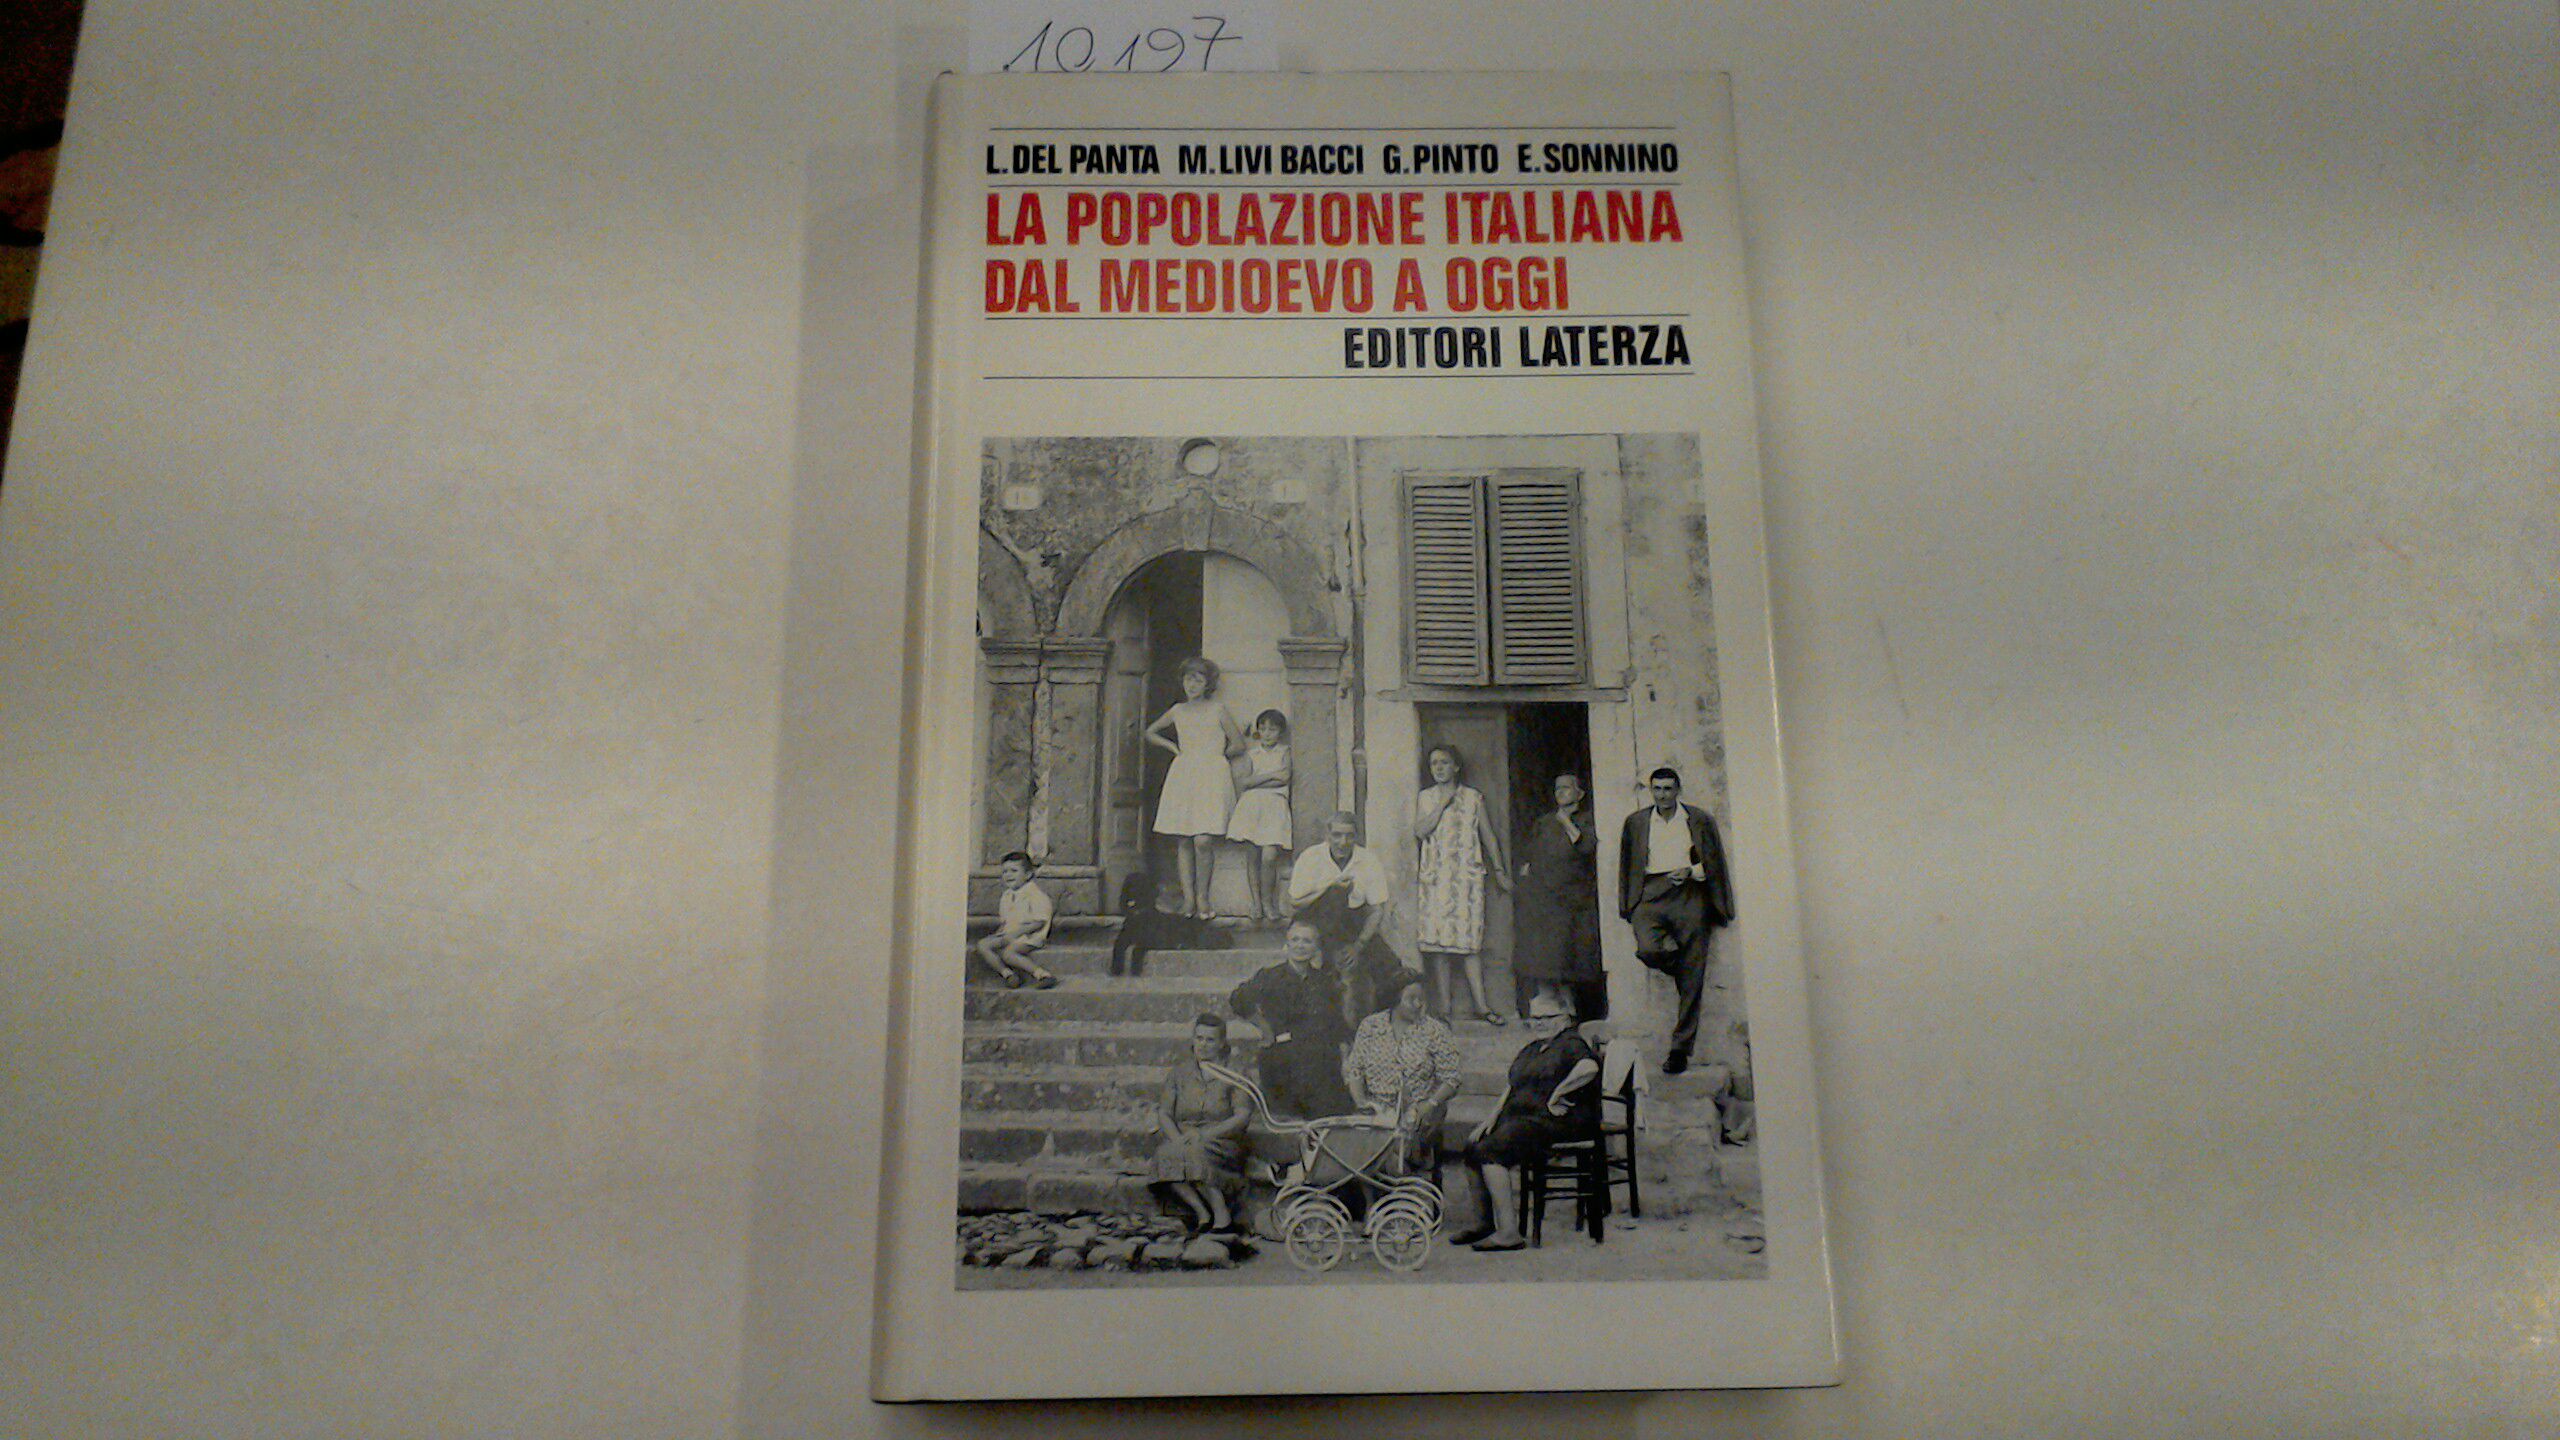 10197
L. DEL PANTA M. LIVI BACCI G. PINTO E. SONNINO
LA POPOLAZIONE ITALIANA
DAL MEDIOEVO A OGGI
EDITORI LATERZA